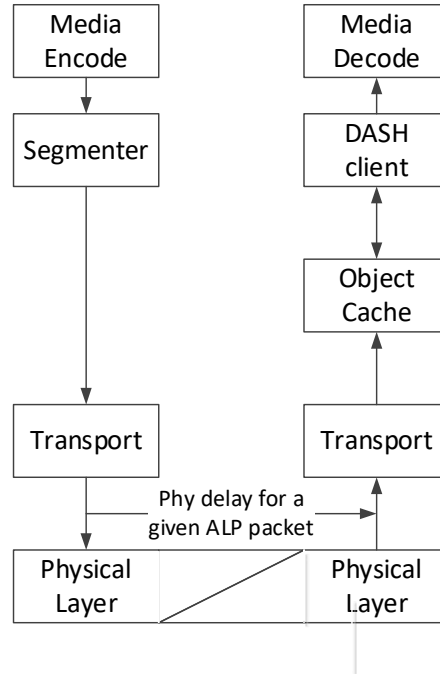 Media
Encode
Media
Decode
Segmenter
DASH
client
Object
Cache
Transport
Transport
Phy delay for a
given ALP packet
Physical
Layer
Physical
Layer